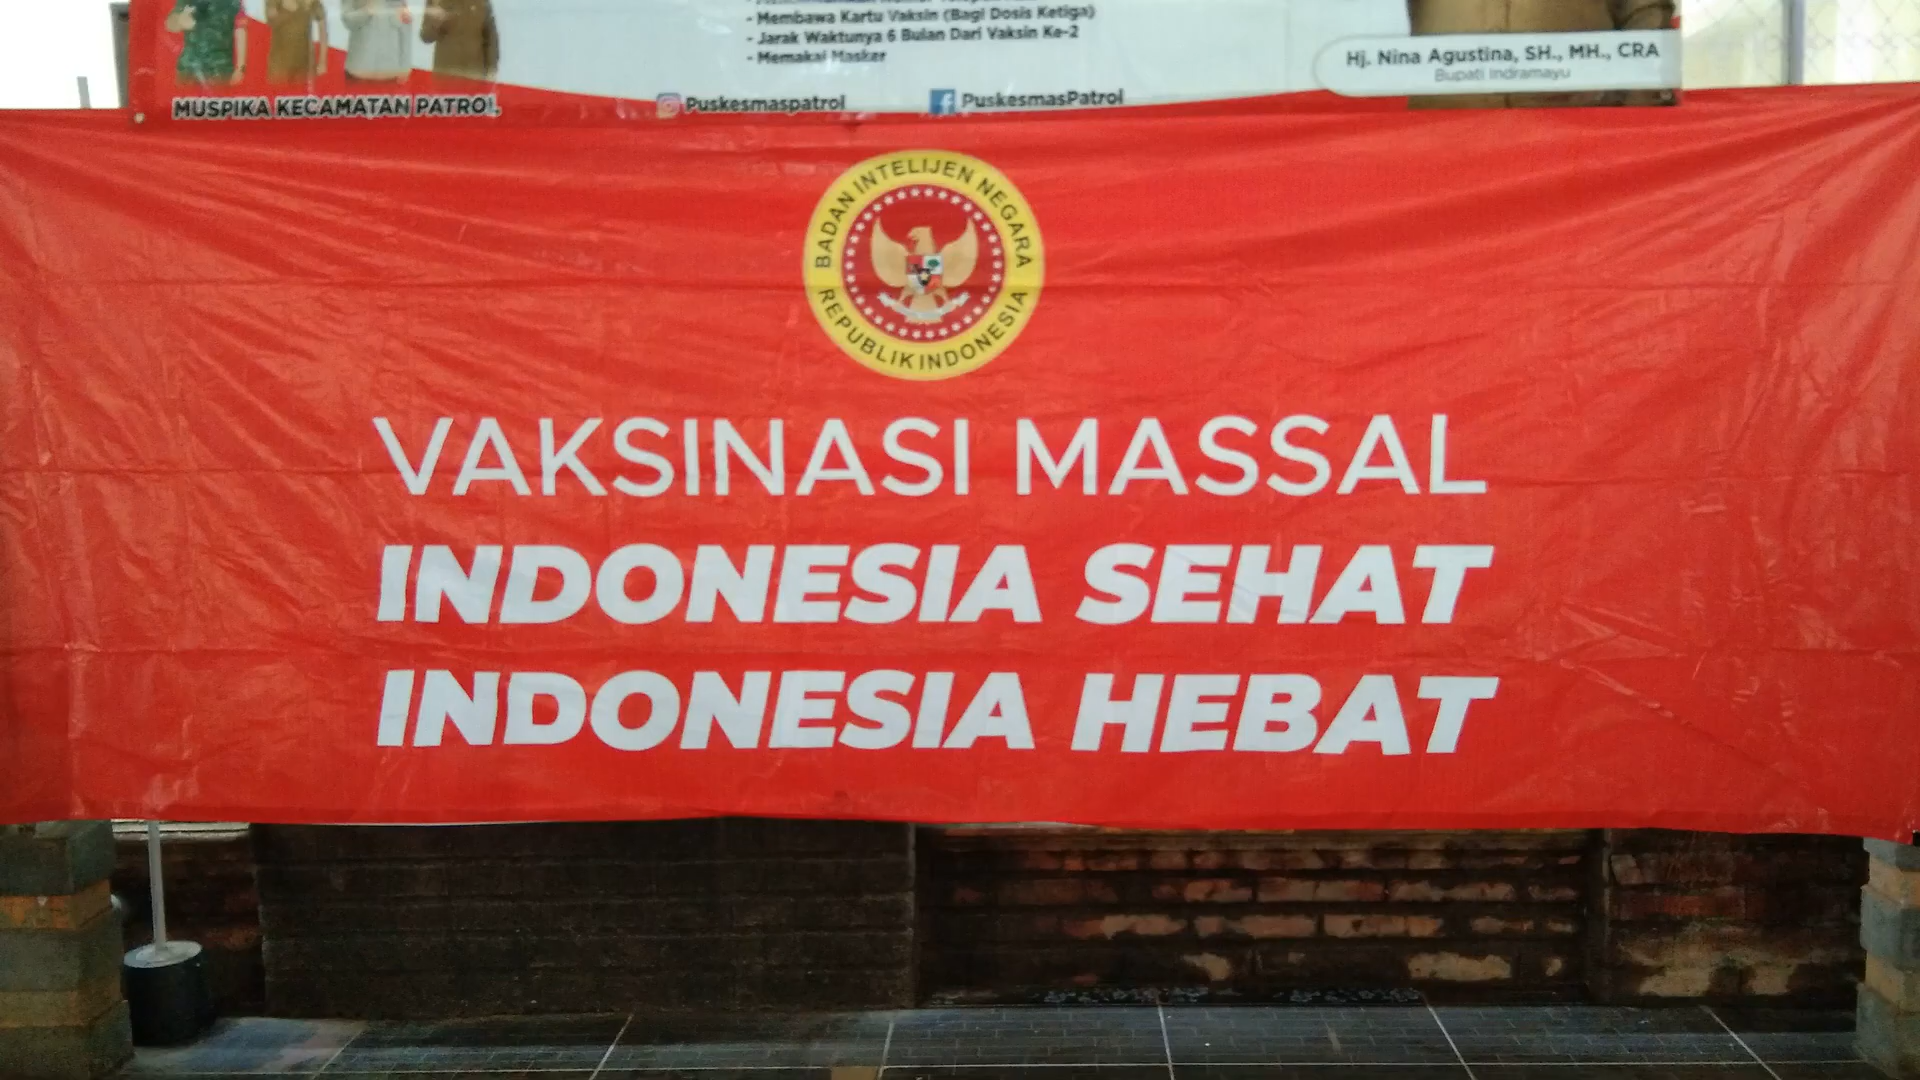 - Membawa Kartu Vaksin (Bagi Dosis Ketiga)
- Jarak Waktunya 6 Bulan Dari Vaksin Ke-2
- Memakai Masker
Hj. Nina Agustina, SH., MH., CRA
Bupati Indramayu
MUSPIKA KECAMATAN PATROL
Puskesmaspatrol
PuskesmasPatrol
BADAN INTELIJEN NEGARA
REPUBLIK INDONESIA
VAKSINASI MASSAL
INDONESIA SEHAT
INDONESIA HEBAT